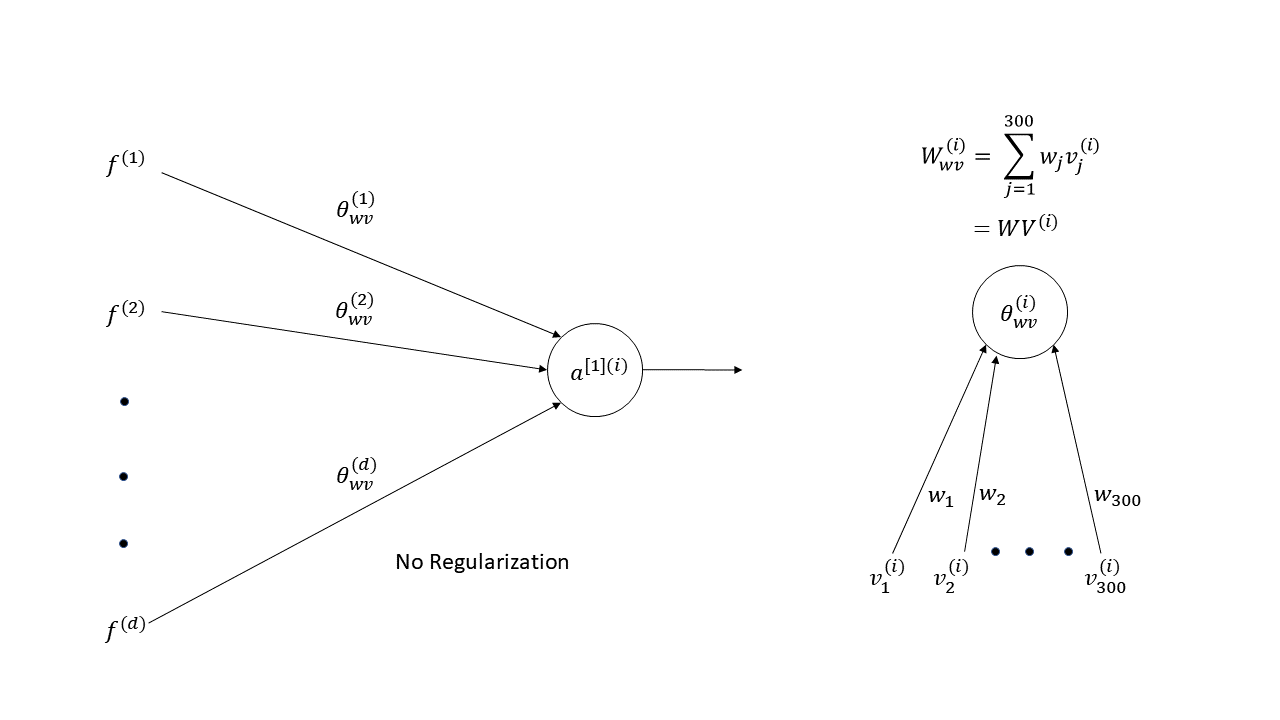 f^(1)
θ_wv^(1)
f^(2)
θ_wv^(2)
a^[1](i)
θ_wv^(d)
No Regularization
f^(d)
W_wv^(i) = ∑_{j=1}^{300} w_j v_j^(i)
= WV^(i)
θ_wv^(i)
w_1 w_2 w_300
v_1^(i) v_2^(i) v_300^(i)